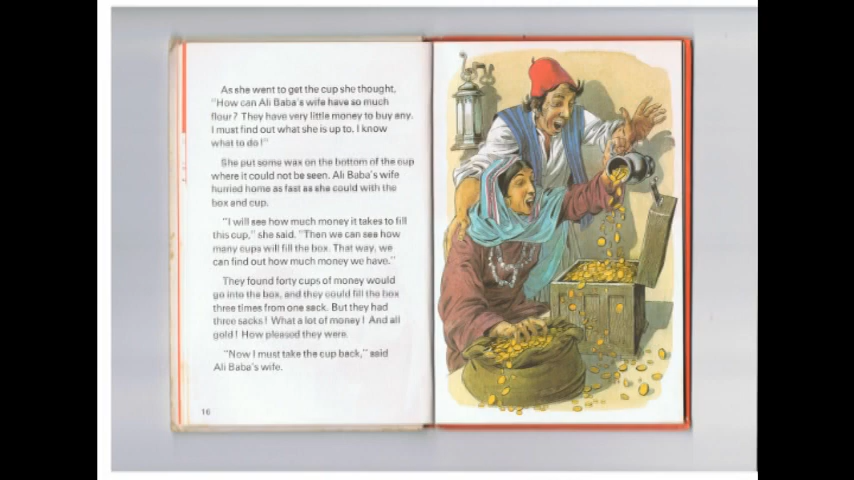 As she went to get the cup she thought,
"How can Ali Baba's wife have so much
flour? They have very little money to buy any.
I must find out what she is up to. I know
what to do!"
She put some wax on the bottom of the cup
where it could not be seen. Ali Baba's wife
hurried home as fast as she could with the
box and cup.
"I will see how much money it takes to fill
this cup," she said. "Then we can see how
many cups will fill the box. That way, we
can find out how much money we have."
They found forty cups of money would
go into the box, and they could fill the box
three times from one sack. But they had
three sacks! What a lot of money! And all
gold! How pleased they were.
"Now I must take the cup back," said
Ali Baba's wife.
16